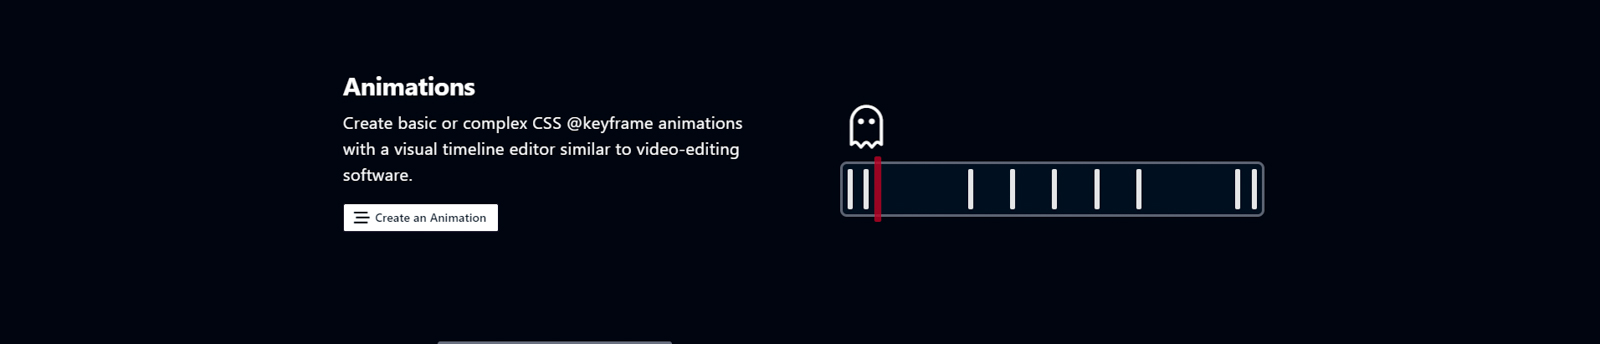 Animations
Create basic or complex CSS @keyframe animations
with a visual timeline editor similar to video-editing
software.
Create an Animation